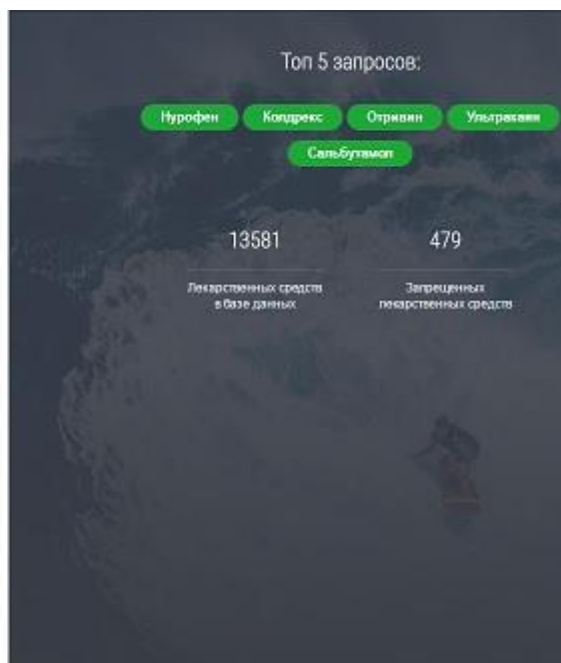 Топ 5 запросов:
Нурофен Колдрекс Отривин Ультракаин
Сальбутамол
13581 479
Лекарственных средств
в базе данных
Запрещенных
лекарственных средств